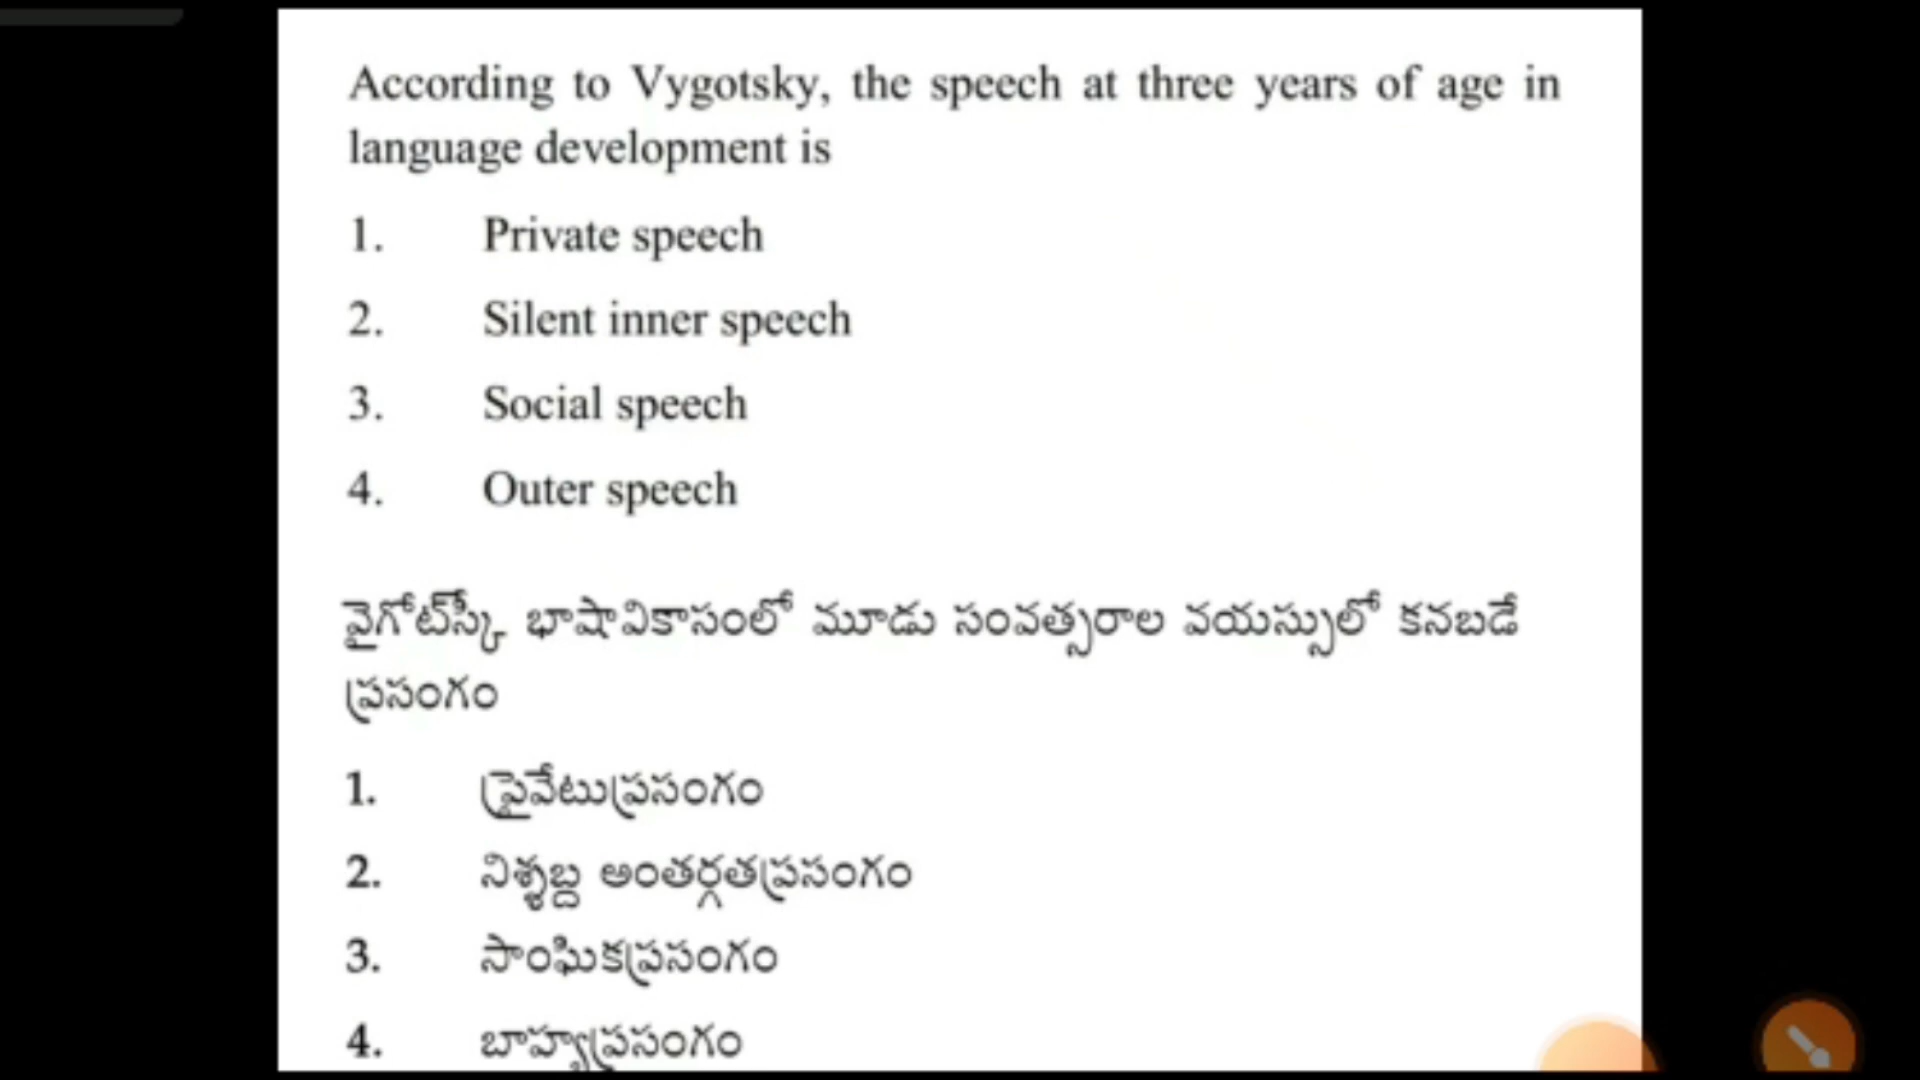 According to Vygotsky, the speech at three years of age in
language development is
1. Private speech
2. Silent inner speech
3. Social speech
4. Outer speech
వైగోట్‌స్కీ భాషావికాసంలో మూడు సంవత్సరాల వయస్సులో కనబడే
ప్రసంగం
1. ప్రైవేటుప్రసంగం
2. నిశ్శబ్ద అంతర్గతప్రసంగం
3. సాంఘికప్రసంగం
4. బాహ్యప్రసంగం